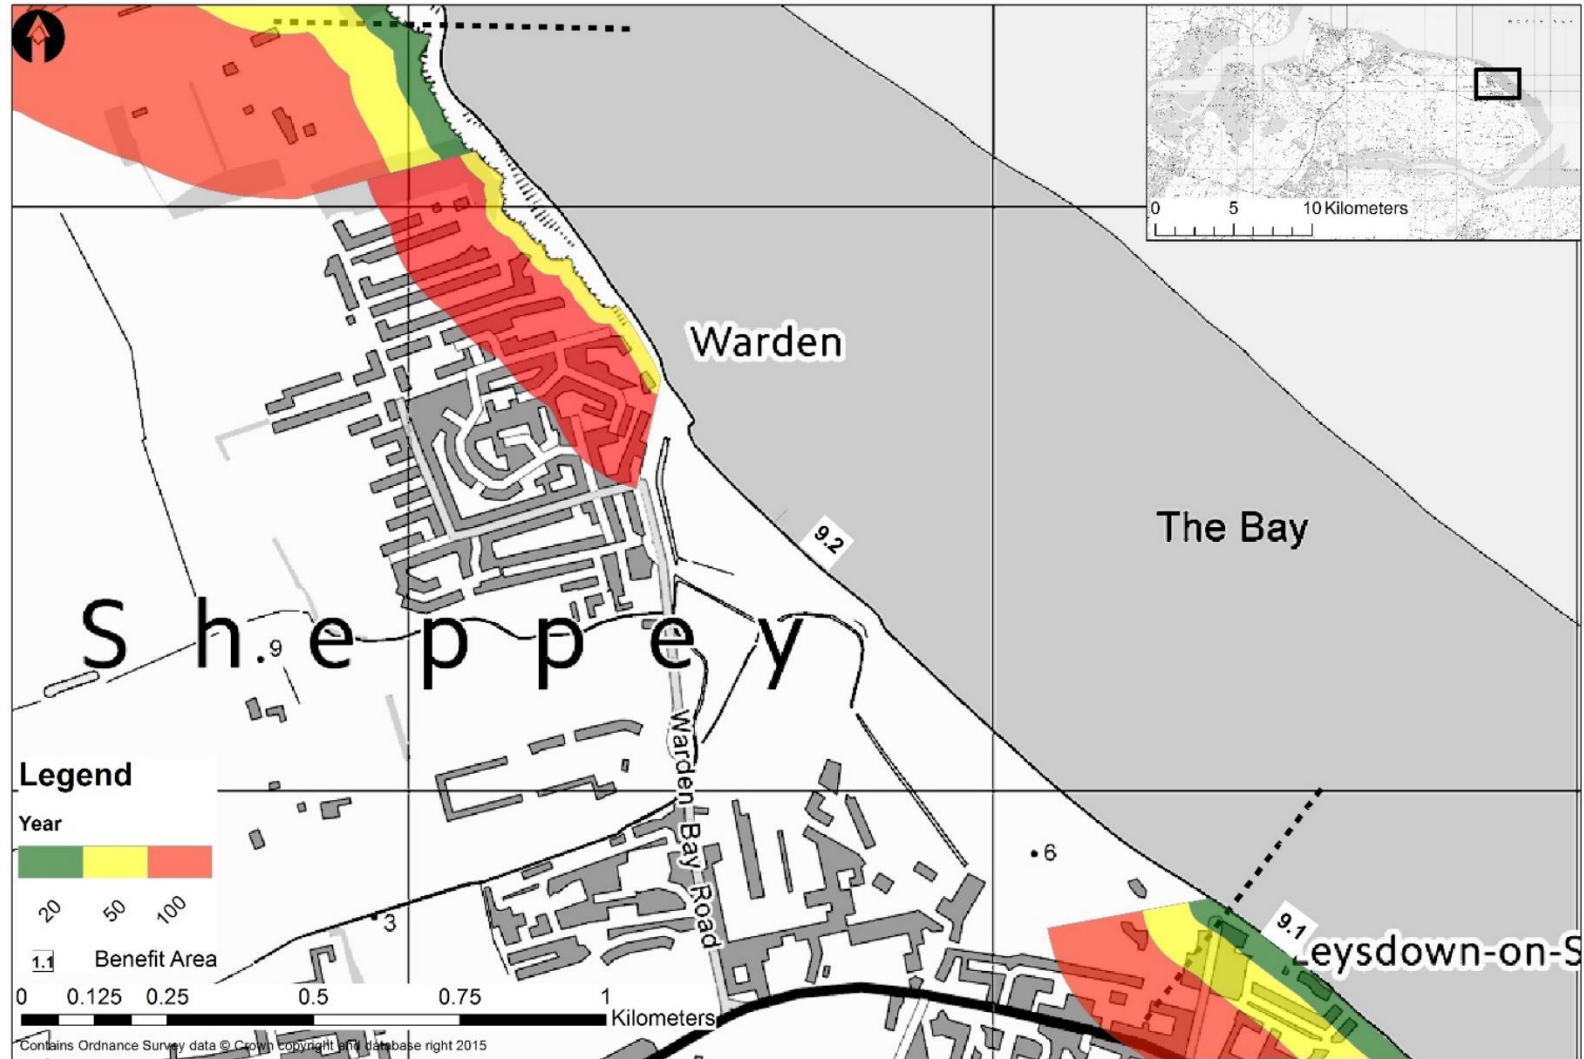 0 5 10 Kilometers
Warden
The Bay
9.2
Sheppey
9
Warden Bay Road
6
3
9.1
Leysdown-on-S
Legend
Year
20 50 100
1.1 Benefit Area
0 0.125 0.25 0.5 0.75 1
Kilometers
Contains Ordnance Survey data © Crown copyright and database right 2015